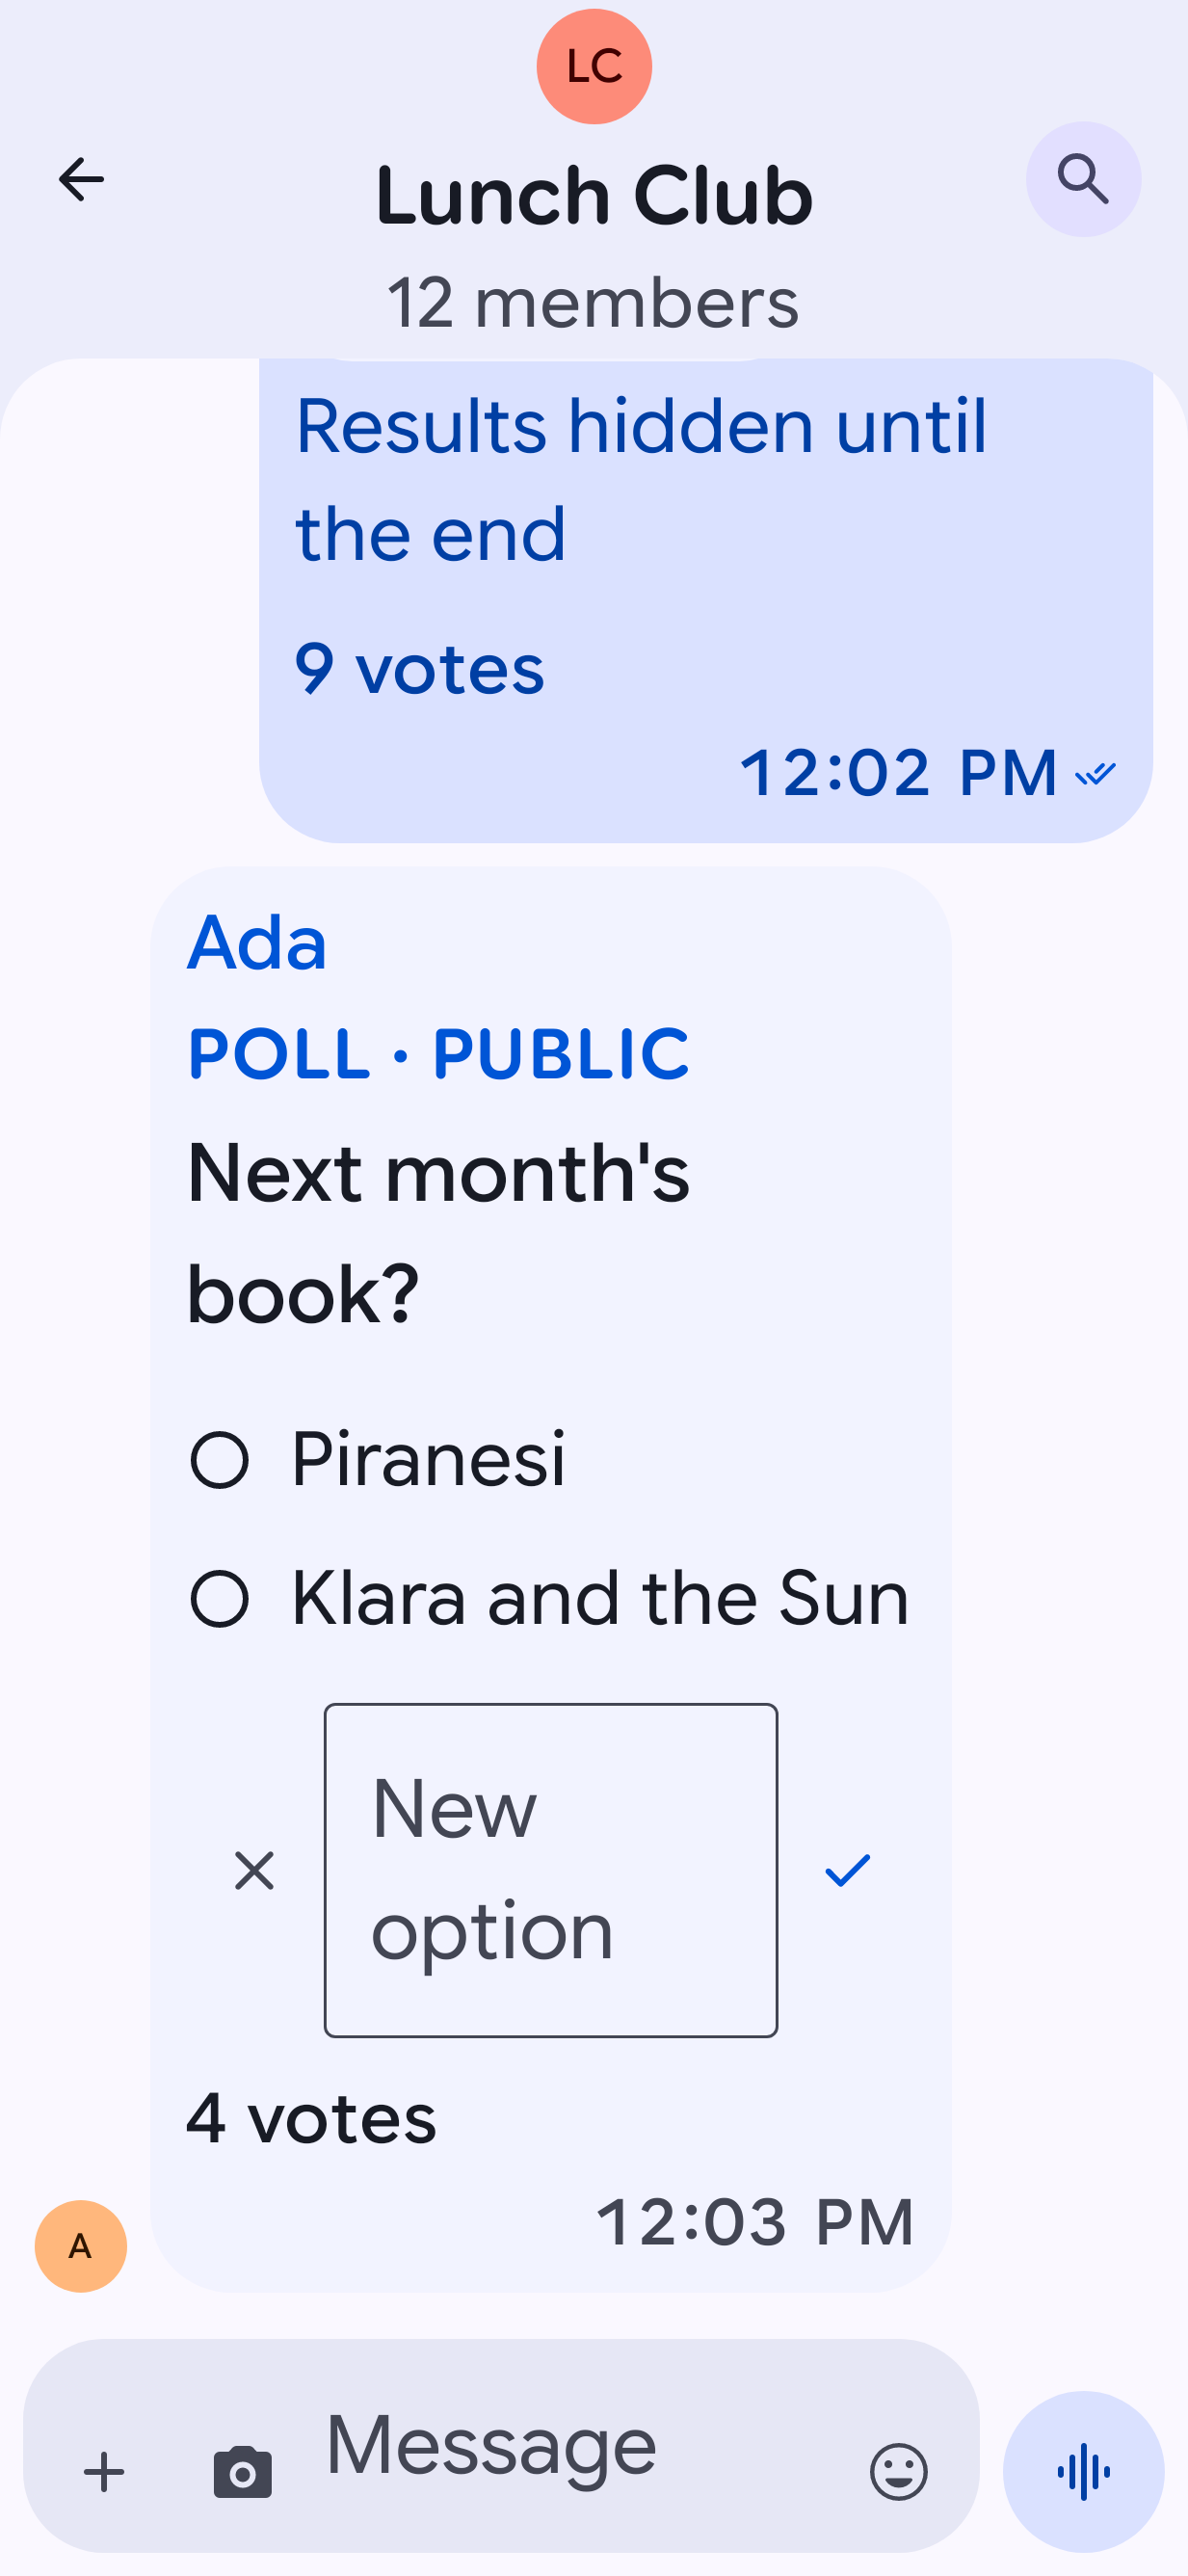 LC
Lunch Club
12 members
Results hidden until
the end
9 votes
12:02 PM
Ada
POLL · PUBLIC
Next month's
book?
Piranesi
Klara and the Sun
New
option
4 votes
12:03 PM
A
Message